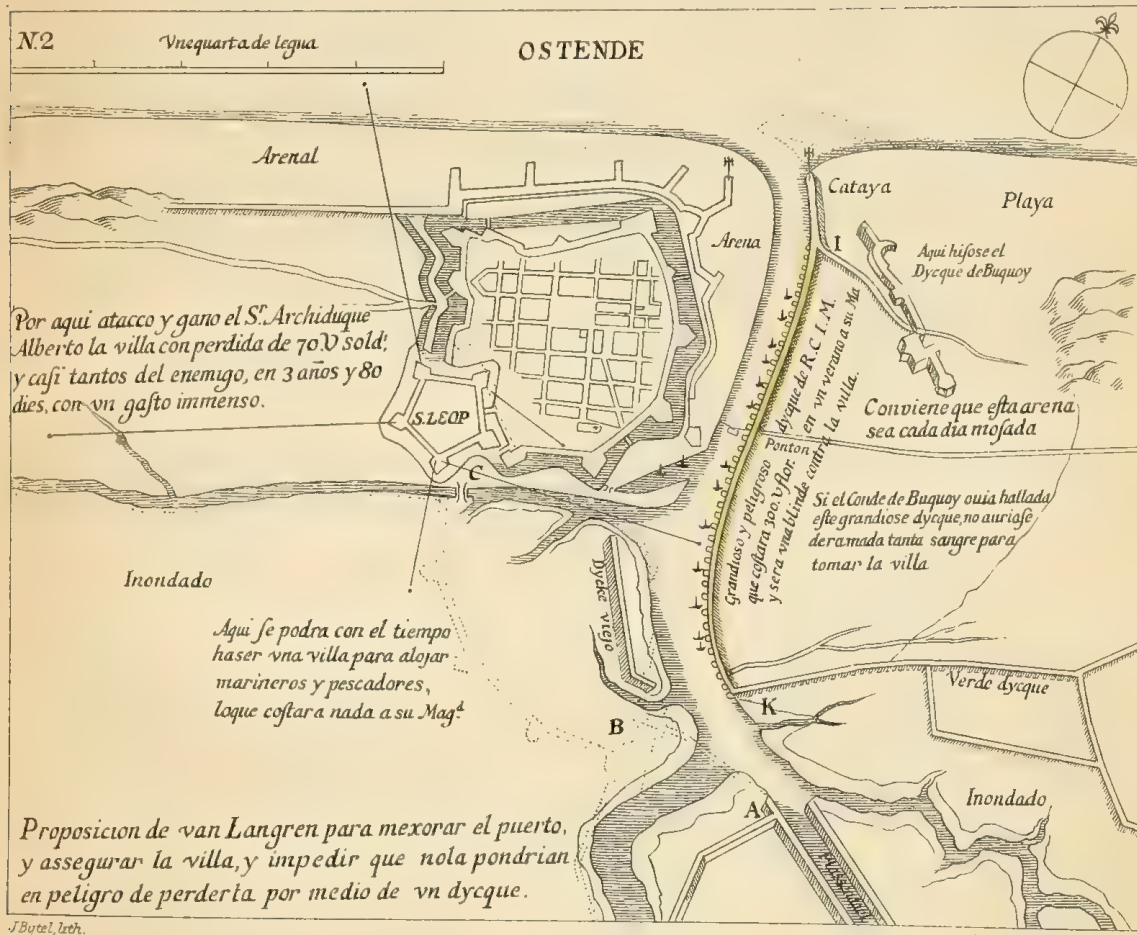 N.2
Vnequarta de legua
OSTENDE
Arenal
Cataya
Playa
Arena
I
Aqui hisose el
Dycque de Buquoy
Por aqui atacco y gano el Sr. Archiduque
Alberto la villa con perdida de 70V sold:
y casi tantos del enemigo, en 3 años y 80
dies, con vn gasto immenso.
S.LEOP
C
Ponton
Grandioso y peligroso dycque de R.C.I.M.
que costara 300.V flor. en vn verano a su Ma
y sera vna blinde contra la villa.
Conviene que esta arena
sea cada dia mosada
Si el Conde de Buquoy ouia hallada
este grandiose dycque, no auriase
deramada tanta sangre para
tomar la villa
Inondado
Dycke viejo
Aqui se podra con el tiempo
haser vna villa para alojar
marineros y pescadores,
loque costara nada a su Magd.
B
K
Verde dycque
A
Inondado
Proposicion de van Langren para mexorar el puerto,
y assegurar la villa, y impedir que nola pondrian
en peligro de perderla por medio de vn dycque.
J Butel, lith.